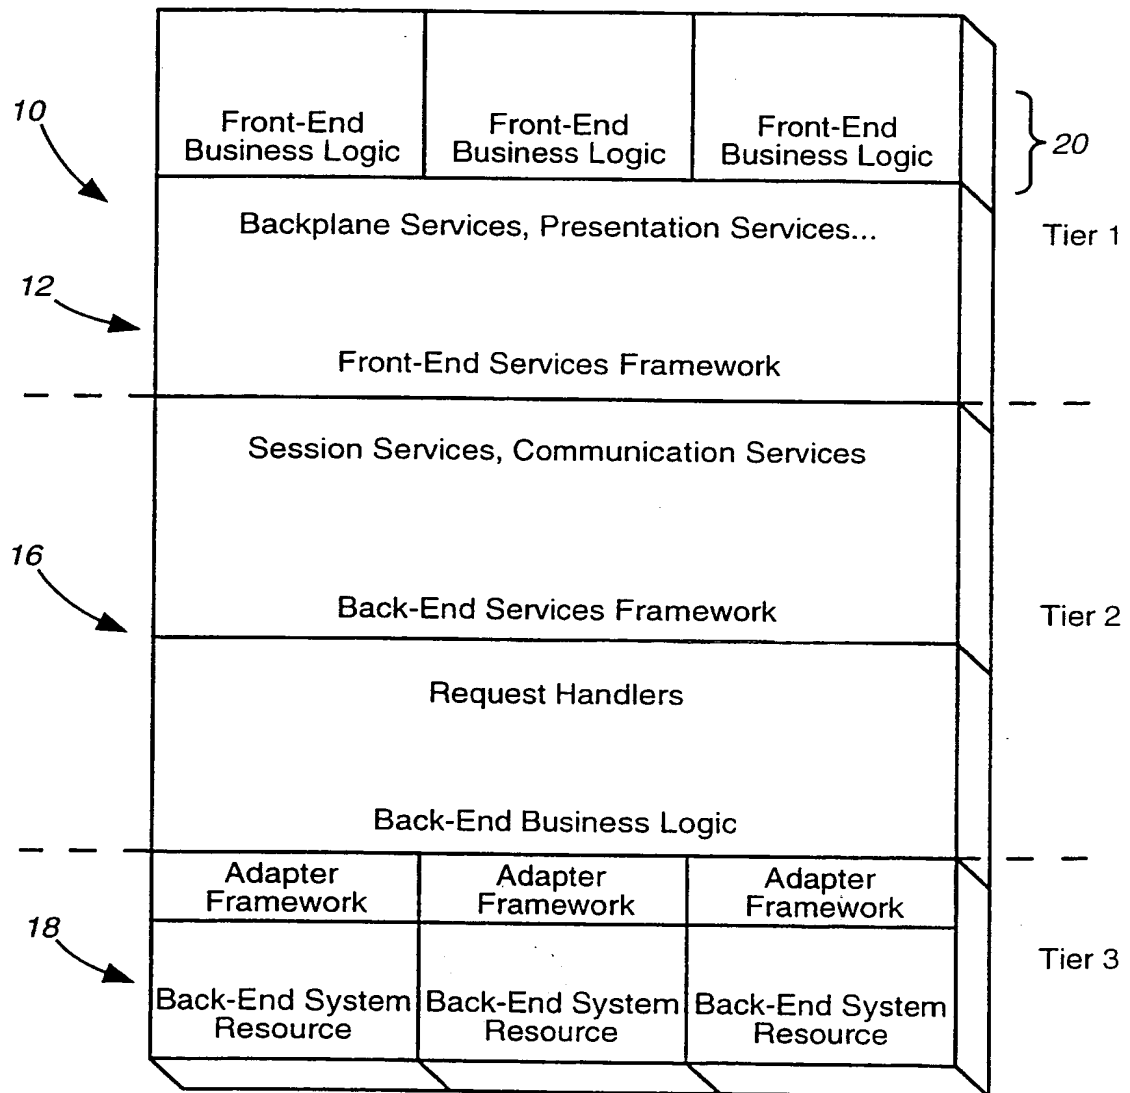 10
Front-End
Business Logic
Front-End
Business Logic
Front-End
Business Logic
20
Backplane Services, Presentation Services...
Tier 1
12
Front-End Services Framework
Session Services, Communication Services
16
Back-End Services Framework
Tier 2
Request Handlers
Back-End Business Logic
Adapter
Framework
Adapter
Framework
Adapter
Framework
18
Tier 3
Back-End System
Resource
Back-End System
Resource
Back-End System
Resource